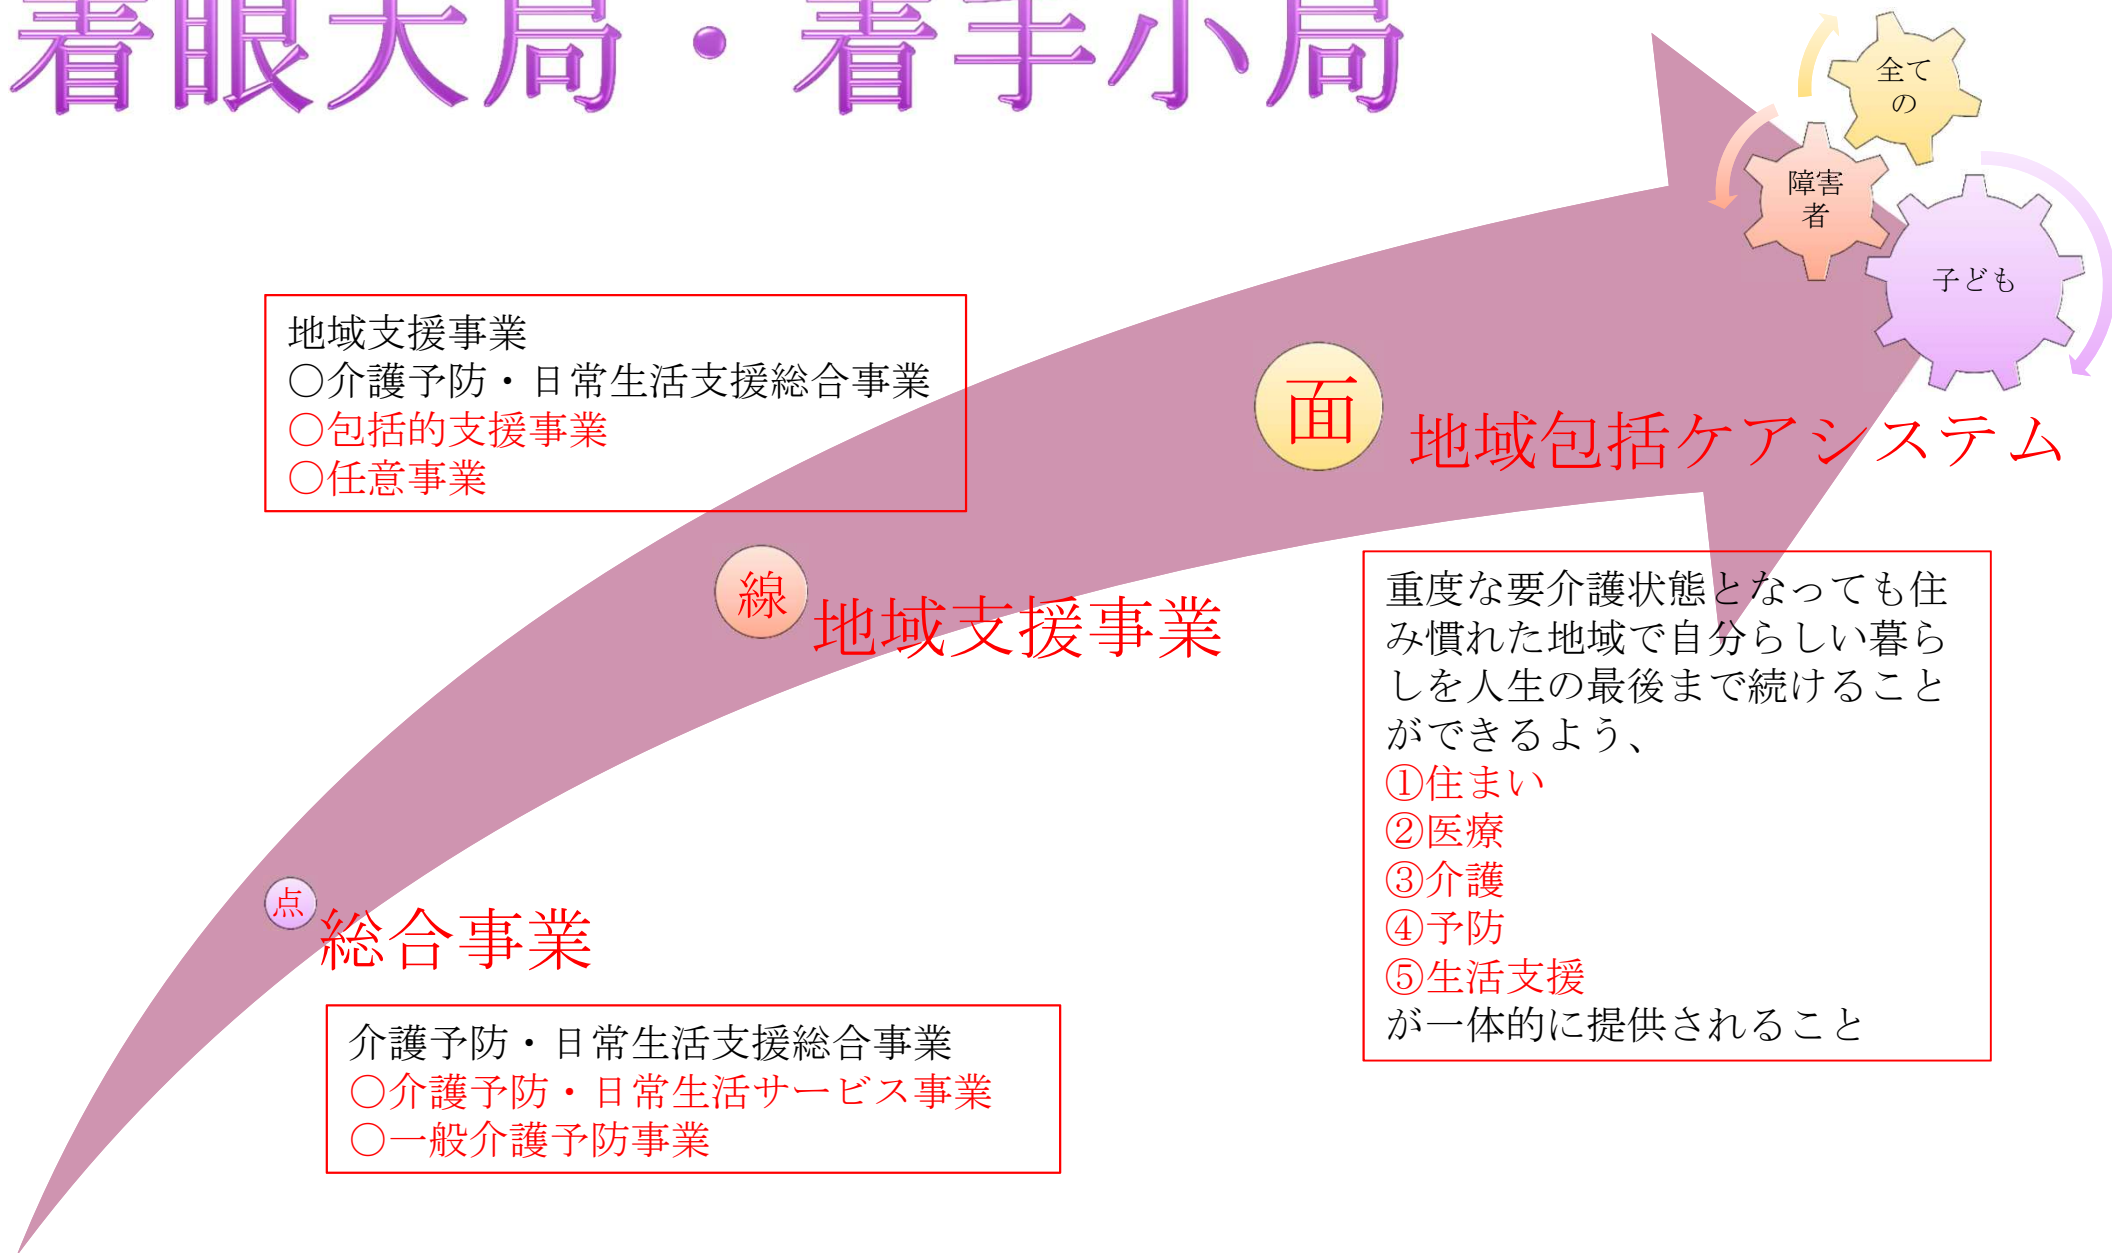 着眼大局・着手小局
全て
の
障害
者
子ども
地域支援事業
○介護予防・日常生活支援総合事業
○包括的支援事業
○任意事業
面
地域包括ケアシステム
線
地域支援事業
重度な要介護状態となっても住
み慣れた地域で自分らしい暮ら
しを人生の最後まで続けること
ができるよう、
①住まい
②医療
③介護
④予防
⑤生活支援
が一体的に提供されること
点
総合事業
介護予防・日常生活支援総合事業
○介護予防・日常生活サービス事業
○一般介護予防事業